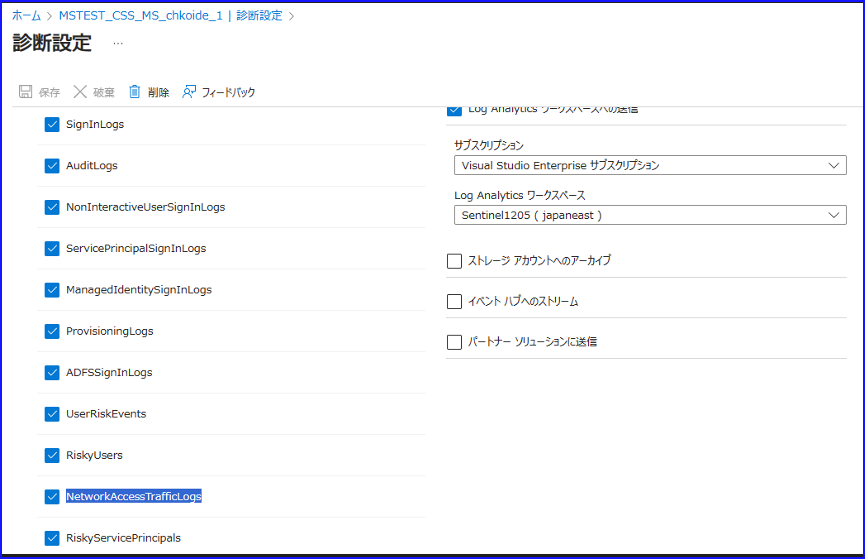 ホーム > MSTEST_CSS_MS_chkoide_1 | 診断設定 >
診断設定 ...
保存 破棄 削除 フィードバック
SignInLogs
AuditLogs
NonInteractiveUserSignInLogs
ServicePrincipalSignInLogs
ManagedIdentitySignInLogs
ProvisioningLogs
ADFSSignInLogs
UserRiskEvents
RiskyUsers
NetworkAccessTrafficLogs
RiskyServicePrincipals
Log Analytics ワークスペースへの送信
サブスクリプション
Visual Studio Enterprise サブスクリプション
Log Analytics ワークスペース
Sentinel1205 ( japaneast )
ストレージ アカウントへのアーカイブ
イベント ハブへのストリーム
パートナー ソリューションに送信